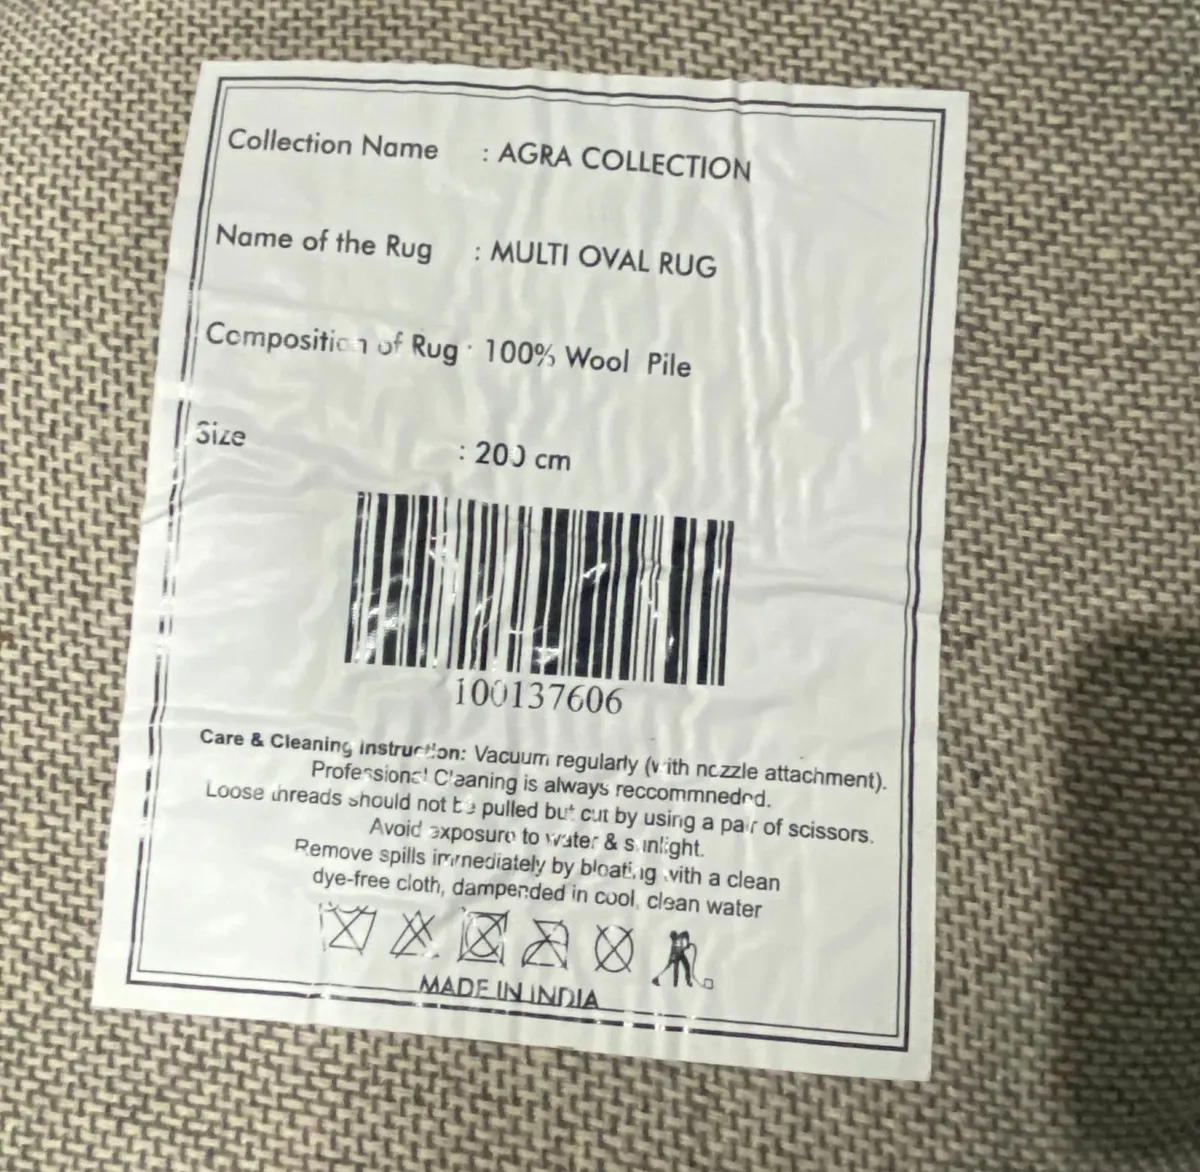 Collection Name : AGRA COLLECTION
Name of the Rug : MULTI OVAL RUG
Composition of Rug : 100% Wool Pile
Size : 200 cm
100137606
Care & Cleaning Instruction: Vacuum regularly (with nozzle attachment).
Professional Cleaning is always reccommneded.
Loose threads should not be pulled but cut by using a pair of scissors.
Avoid exposure to water & sunlight.
Remove spills immediately by bloating with a clean
dye-free cloth, dampended in cool, clean water
MADE IN INDIA